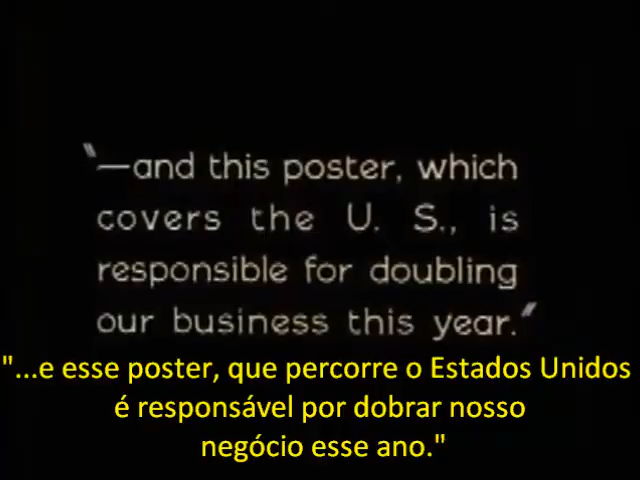 "—and this poster, which
covers the U. S., is
responsible for doubling
our business this year."
"...e esse poster, que percorre o Estados Unidos
é responsável por dobrar nosso
negócio esse ano."